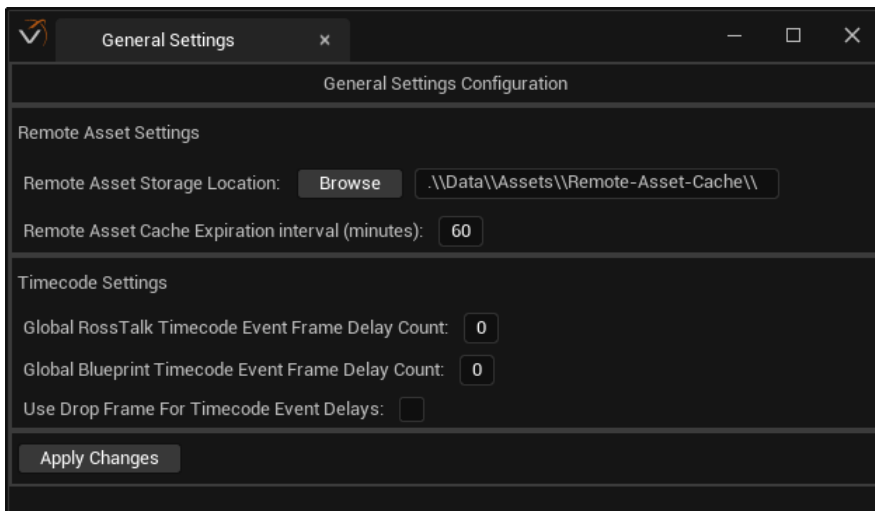 General Settings
General Settings Configuration
Remote Asset Settings
Remote Asset Storage Location: Browse .\\Data\\Assets\\Remote-Asset-Cache\\
Remote Asset Cache Expiration interval (minutes): 60
Timecode Settings
Global RossTalk Timecode Event Frame Delay Count: 0
Global Blueprint Timecode Event Frame Delay Count: 0
Use Drop Frame For Timecode Event Delays:
Apply Changes